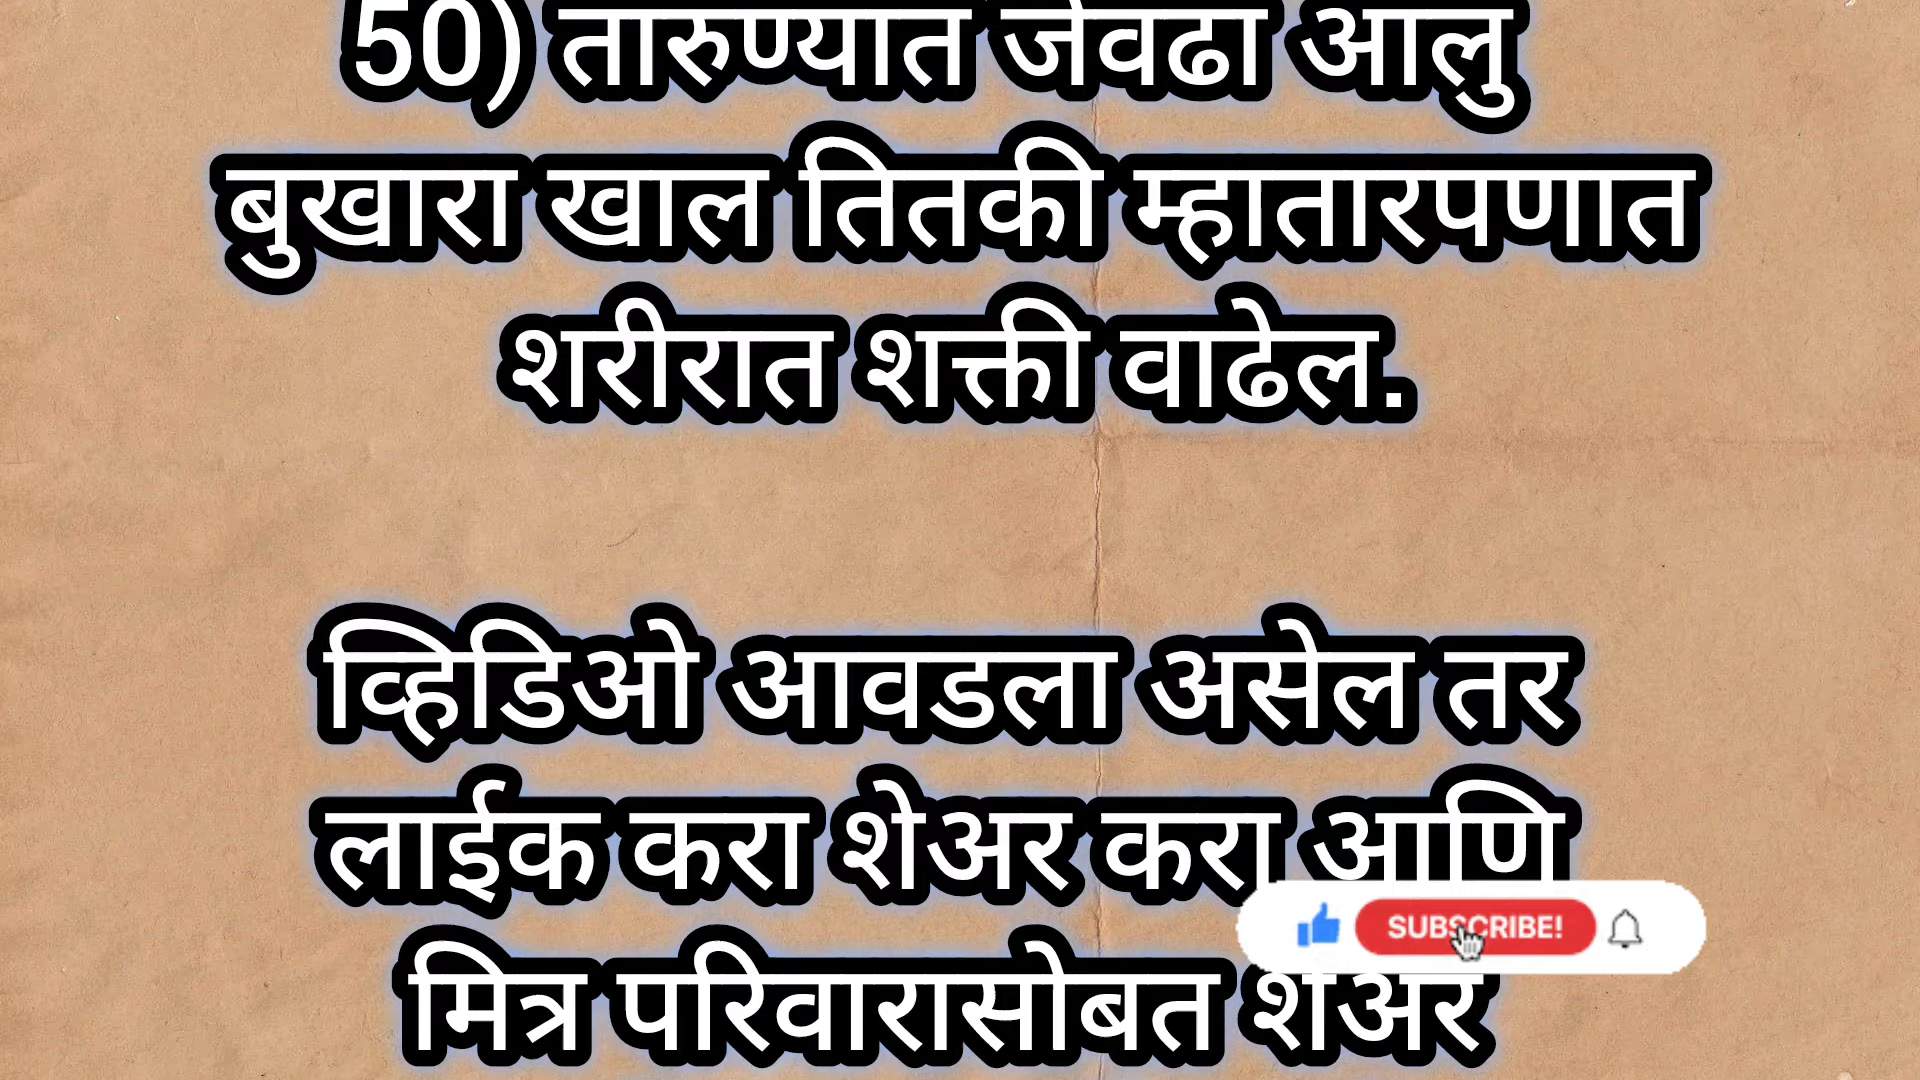 50) तारुण्यात जेवढा आलु
बुखारा खाल तितकी म्हातारपणात
शरीरात शक्ती वाढेल.
व्हिडिओ आवडला असेल तर
लाईक करा शेअर करा आणि
SUBSCRIBE!
मित्र परिवारासोबत शेअर